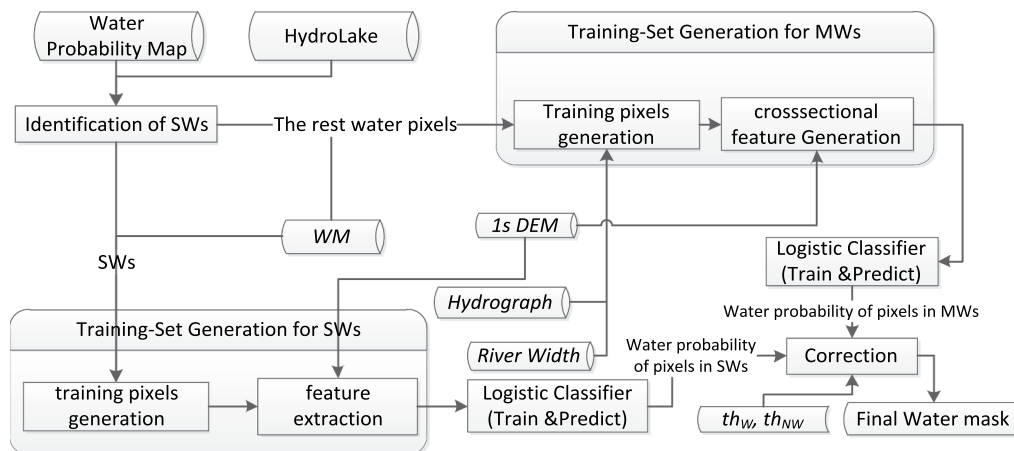 Water
Probability Map
HydroLake
Training-Set Generation for MWs
Identification of SWs
The rest water pixels
Training pixels
generation
crosssectional
feature Generation
1s DEM
WM
SWs
Logistic Classifier
(Train &Predict)
Hydrograph
Water probability of pixels in MWs
Training-Set Generation for SWs
River Width
Water probability
of pixels in SWs
Correction
training pixels
generation
feature
extraction
Logistic Classifier
(Train &Predict)
thW, thNW
Final Water mask